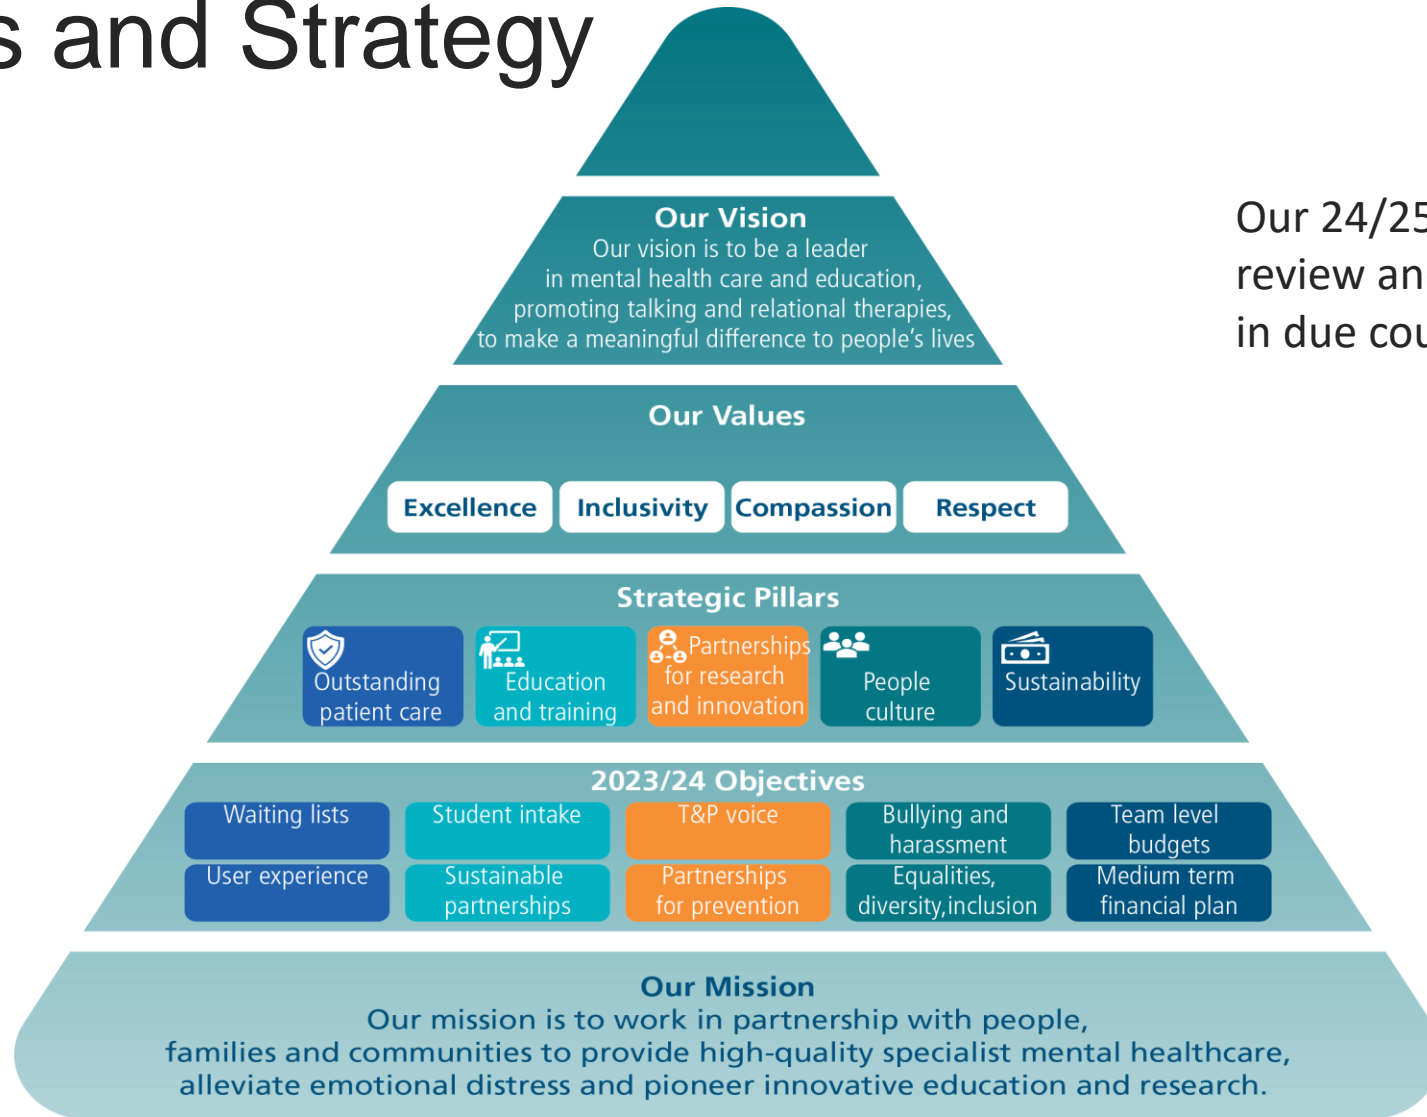 s and Strategy
Our Vision
Our vision is to be a leader
in mental health care and education,
promoting talking and relational therapies,
to make a meaningful difference to people's lives
Our 24/25
review an
in due cou
Our Values
Excellence Inclusivity Compassion Respect
Strategic Pillars
Outstanding
patient care
Education
and training
Partnerships
for research
and innovation
People
culture
Sustainability
2023/24 Objectives
Waiting lists
Student intake
T&P voice
Bullying and
harassment
Team level
budgets
User experience
Sustainable
partnerships
Partnerships
for prevention
Equalities,
diversity,inclusion
Medium term
financial plan
Our Mission
Our mission is to work in partnership with people,
families and communities to provide high-quality specialist mental healthcare,
alleviate emotional distress and pioneer innovative education and research.